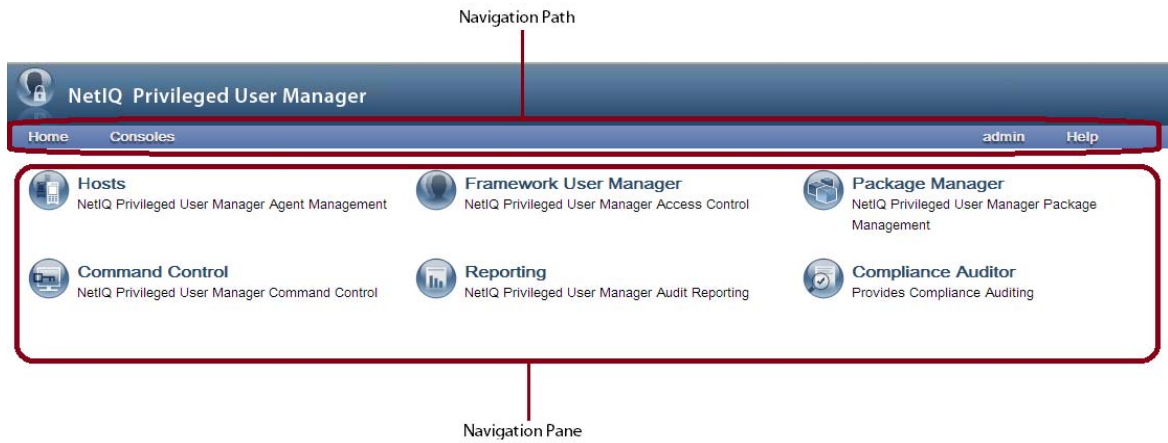 Navigation Path
NetIQ Privileged User Manager
Home Consoles admin Help
Hosts
NetIQ Privileged User Manager Agent Management
Framework User Manager
NetIQ Privileged User Manager Access Control
Package Manager
NetIQ Privileged User Manager Package
Management
Command Control
NetIQ Privileged User Manager Command Control
Reporting
NetIQ Privileged User Manager Audit Reporting
Compliance Auditor
Provides Compliance Auditing
Navigation Pane